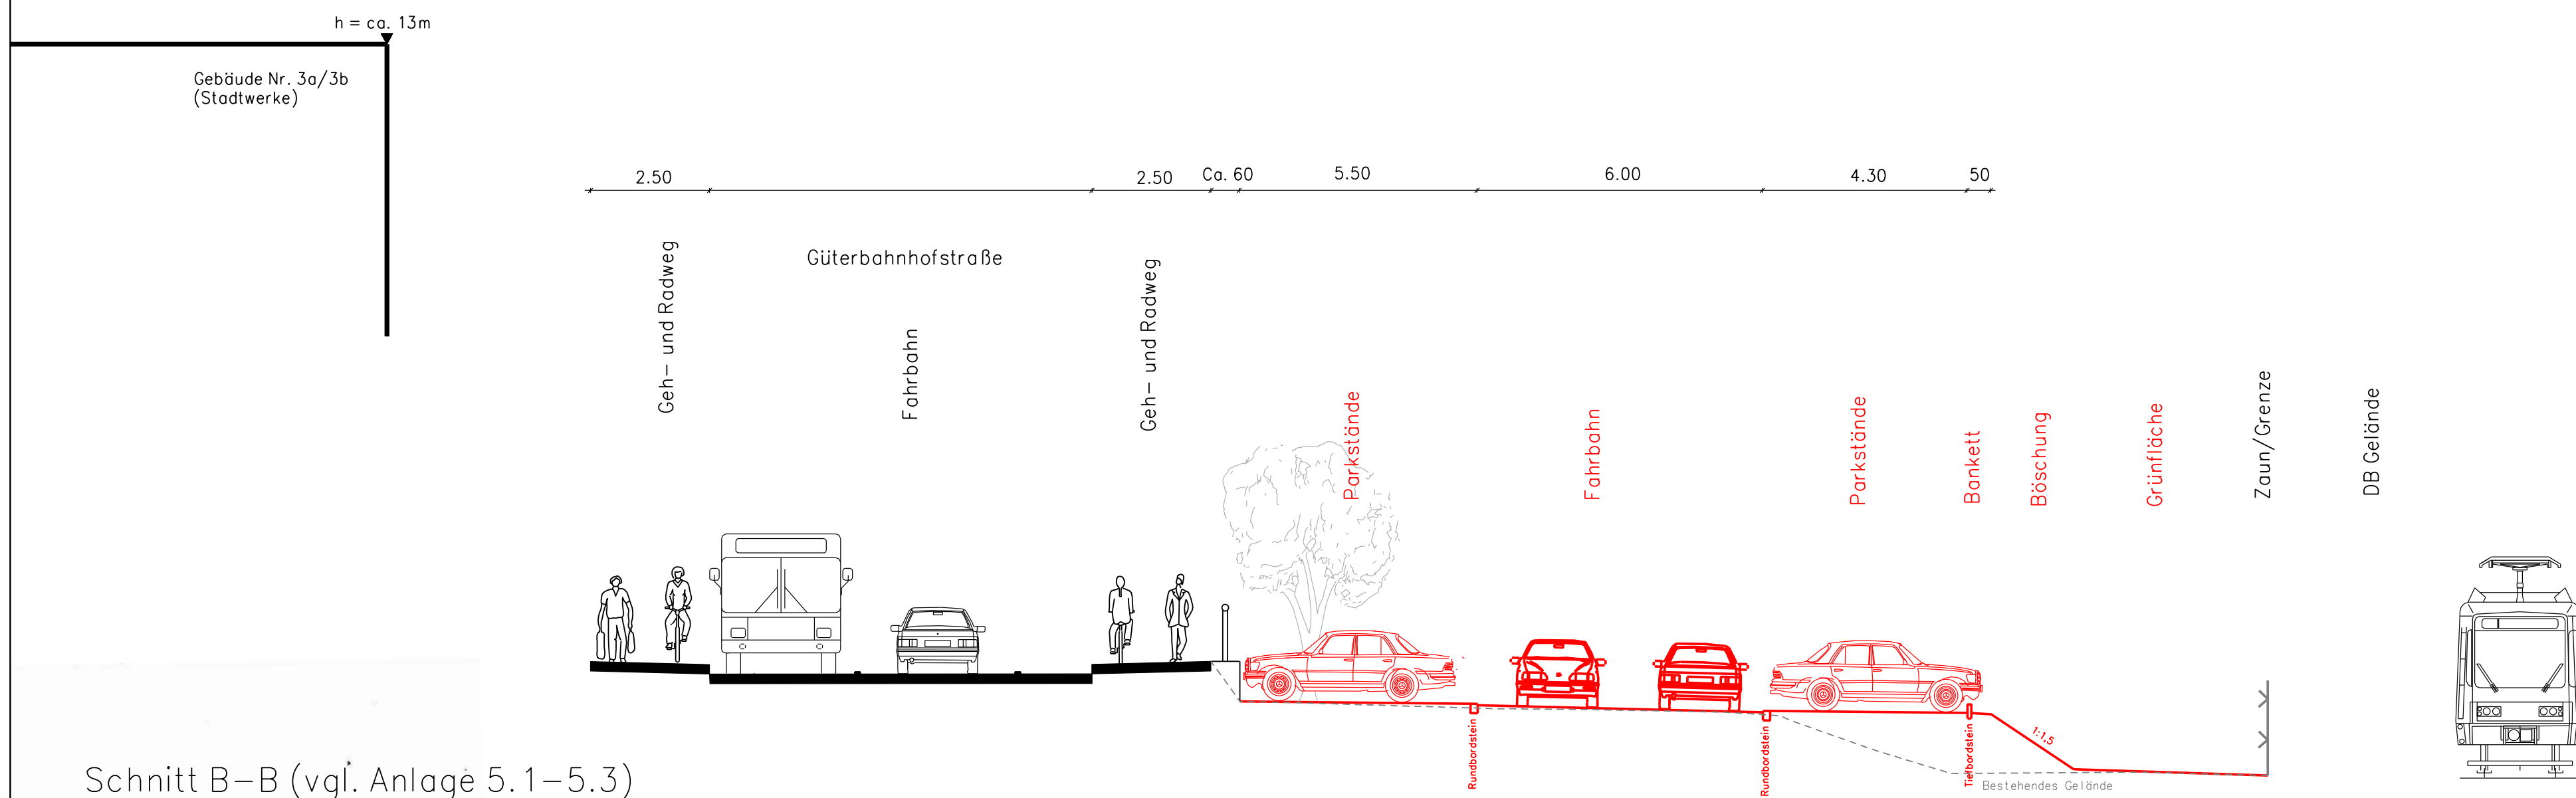 h = ca. 13m
Gebäude Nr. 3a/3b
(Stadtwerke)
2.50
2.50
Ca. 60
5.50
6.00
4.30
50
Geh- und Radweg
Güterbahnhofstraße
Fahrbahn
Geh- und Radweg
Parkstände
Fahrbahn
Parkstände
Bankett
Böschung
Grünfläche
Zaun/Grenze
DB Gelände
Rundbordstein
Rundbordstein
Tiefbordstein
1:1,5
Bestehendes Gelände
Schnitt B-B (vgl. Anlage 5.1-5.3)